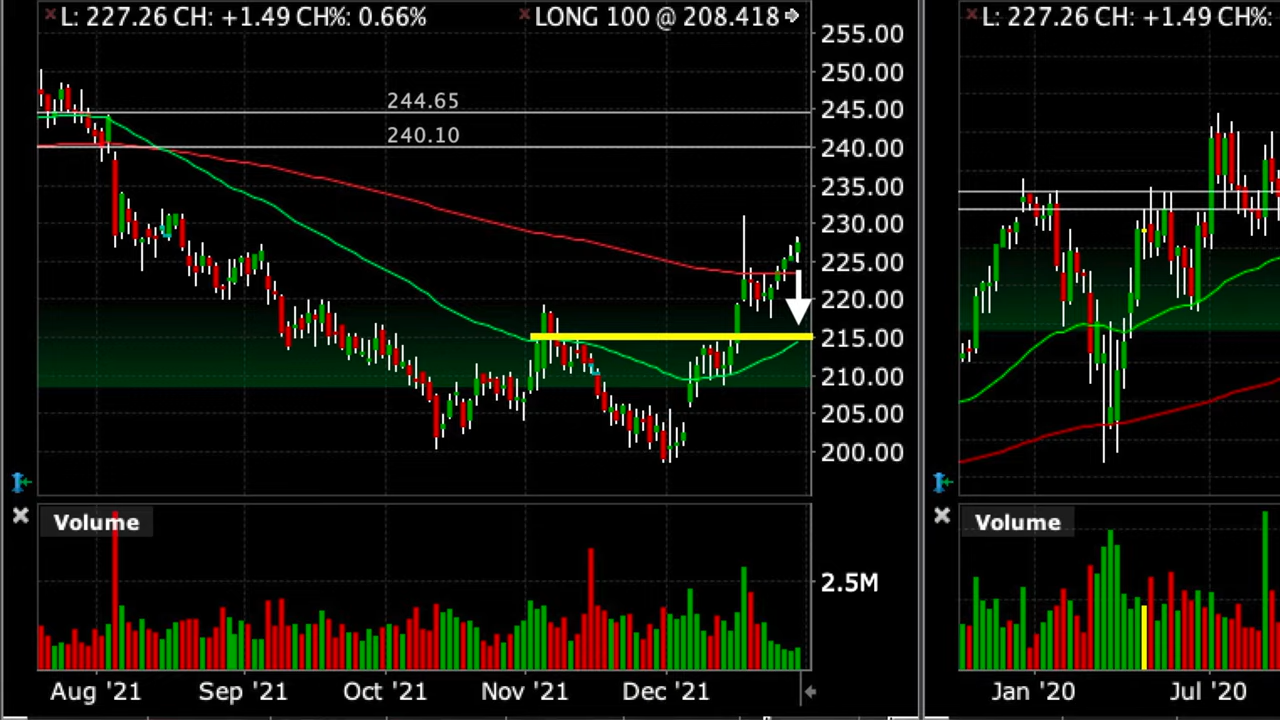 L: 227.26 CH: +1.49 CH%: 0.66%
LONG 100 @ 208.418
255.00
250.00
245.00
240.00
235.00
230.00
225.00
220.00
215.00
210.00
205.00
200.00
244.65
240.10
Volume
2.5M
Aug '21
Sep '21
Oct '21
Nov '21
Dec '21
L: 227.26 CH: +1.49 CH%:
Volume
Jan '20
Jul '20